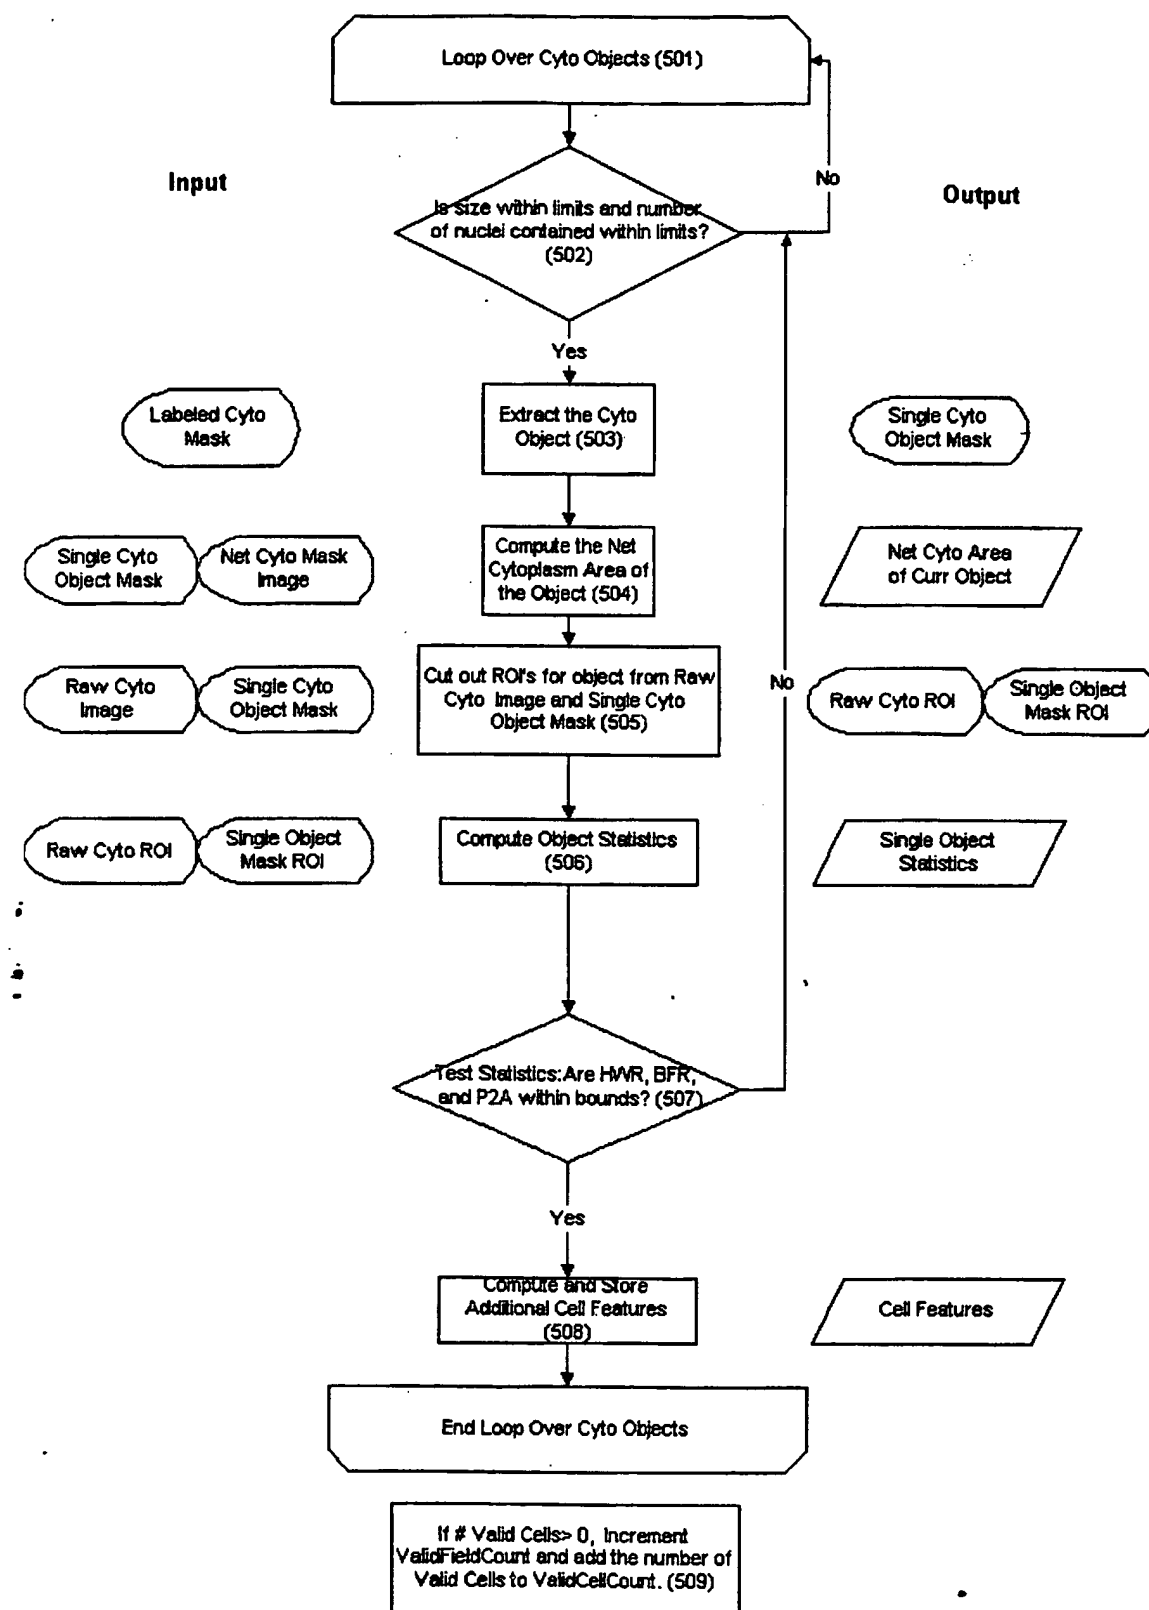 Loop Over Cyto Objects (501)
No
Input
Output
Is size within limits and number
of nuclei contained within limits?
(502)
Yes
Labeled Cyto
Mask
Extract the Cyto
Object (503)
Single Cyto
Object Mask
Single Cyto
Object Mask
Net Cyto Mask
Image
Compute the Net
Cytoplasm Area of
the Object (504)
Net Cyto Area
of Curr Object
Raw Cyto
Image
Single Cyto
Object Mask
Cut out ROI's for object from Raw
Cyto Image and Single Cyto
Object Mask (505)
No
Raw Cyto ROI
Single Object
Mask ROI
Raw Cyto ROI
Single Object
Mask ROI
Compute Object Statistics
(506)
Single Object
Statistics
Test Statistics:Are HWR, BFR,
and P2A within bounds? (507)
Yes
Compute and Store
Additional Cell Features
(508)
Cell Features
End Loop Over Cyto Objects
If # Valid Cells> 0, Increment
ValidFieldCount and add the number of
Valid Cells to ValidCellCount. (509)